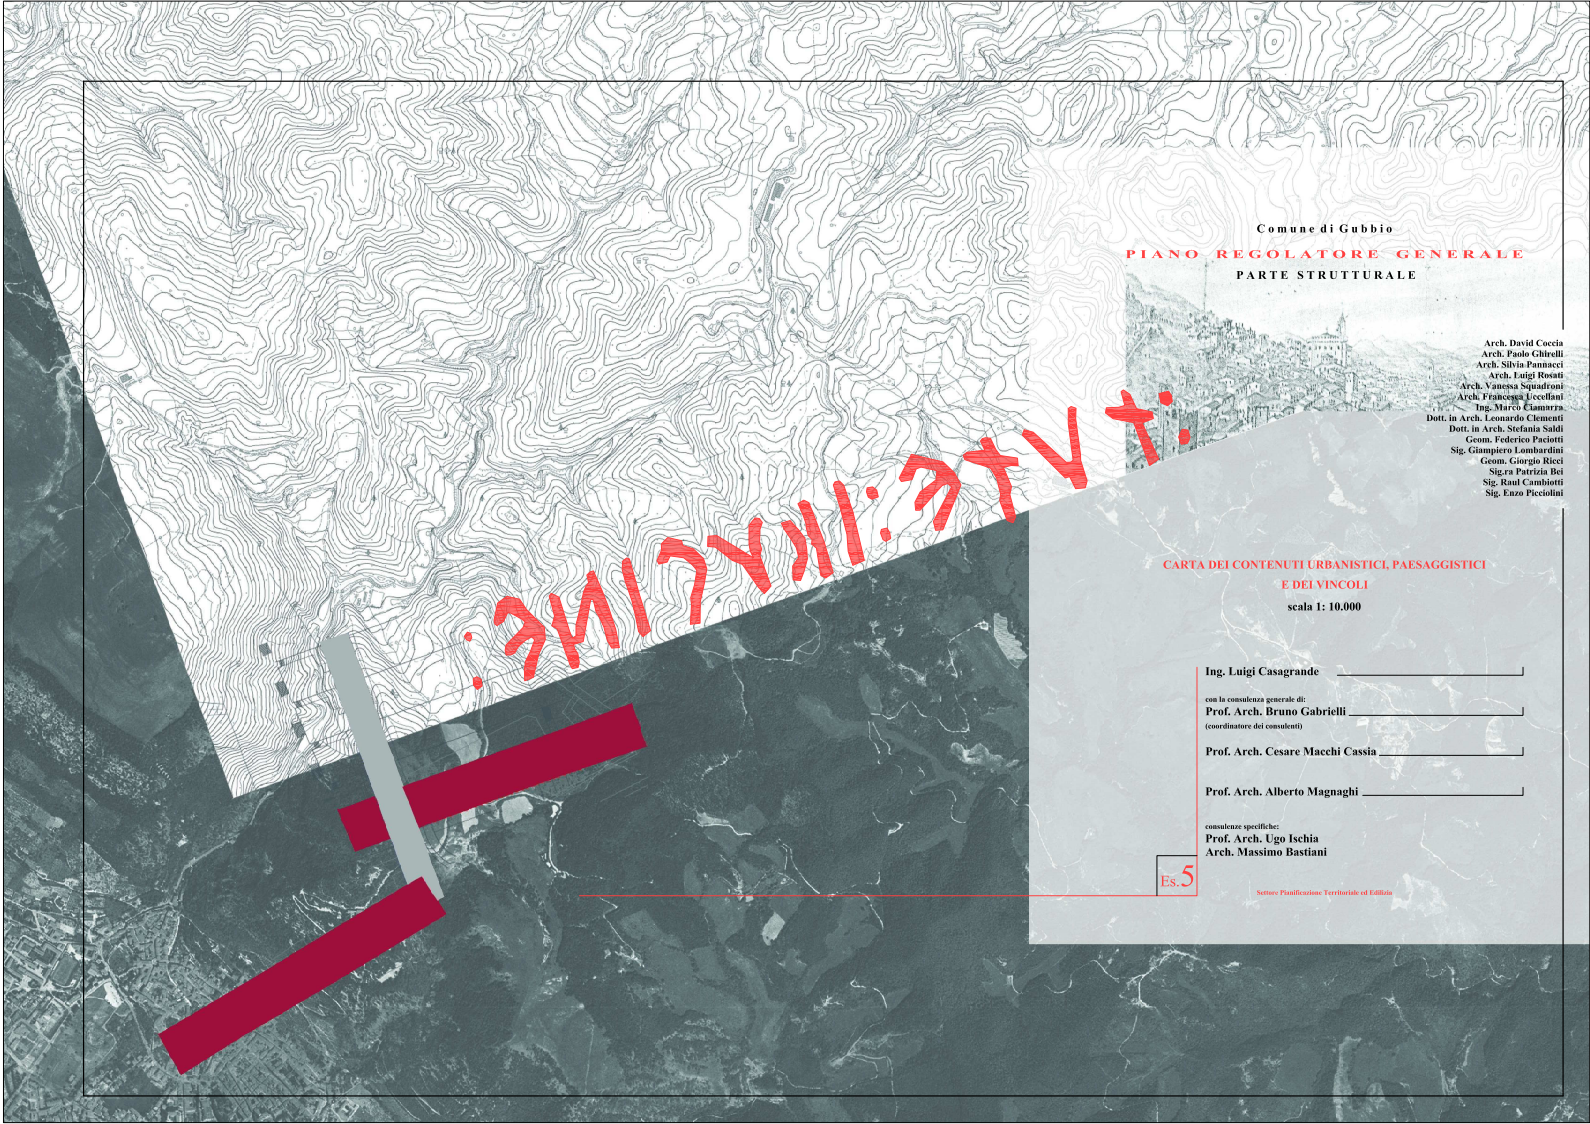 Comune di Gubbio
PIANO REGOLATORE GENERALE
PARTE STRUTTURALE
Arch. David Coccia
Arch. Paolo Ghirelli
Arch. Silvia Pannacci
Arch. Luigi Rosati
Arch. Vanessa Squadroni
Arch. Francesca Uccellani
Ing. Marco Ciamarra
Dott. in Arch. Leonardo Clementi
Dott. in Arch. Stefania Saldi
Geom. Federico Paciotti
Sig. Giampiero Lombardini
Geom. Giorgio Ricci
Sig.ra Patrizia Bei
Sig. Raul Cambiotti
Sig. Enzo Picciolini
:𐌕𐌖𐌕𐌄:𐌉𐌊𐌖𐌅𐌉𐌍𐌄:
CARTA DEI CONTENUTI URBANISTICI, PAESAGGISTICI
E DEI VINCOLI
scala 1: 10.000
Ing. Luigi Casagrande
con la consulenza generale di:
Prof. Arch. Bruno Gabrielli
(coordinatore dei consulenti)
Prof. Arch. Cesare Macchi Cassia
Prof. Arch. Alberto Magnaghi
consulenze specifiche:
Prof. Arch. Ugo Ischia
Arch. Massimo Bastiani
Es.5
Settore Pianificazione Territoriale ed Edilizia